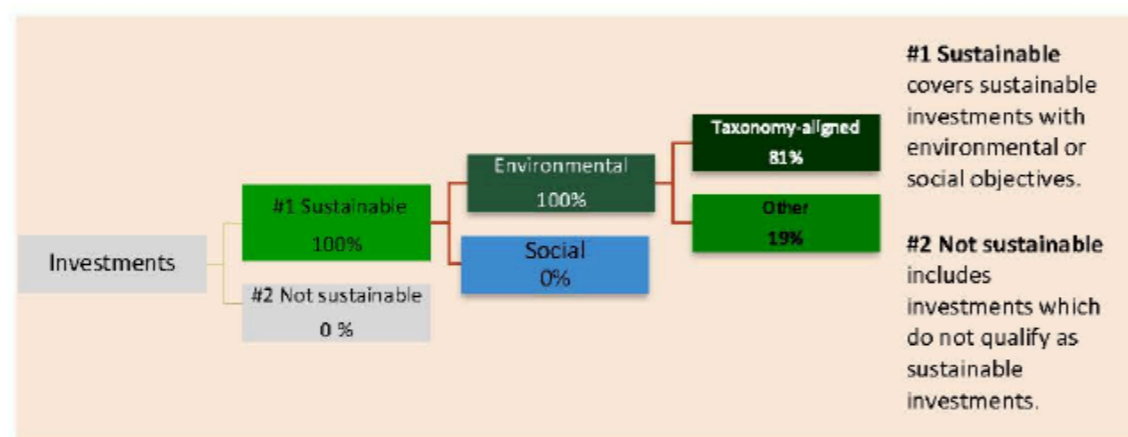 Investments
#1 Sustainable
100%
#2 Not sustainable
0 %
Environmental
100%
Social
0%
Taxonomy-aligned
81%
Other
19%
#1 Sustainable
covers sustainable
investments with
environmental or
social objectives.
#2 Not sustainable
includes
investments which
do not qualify as
sustainable
investments.